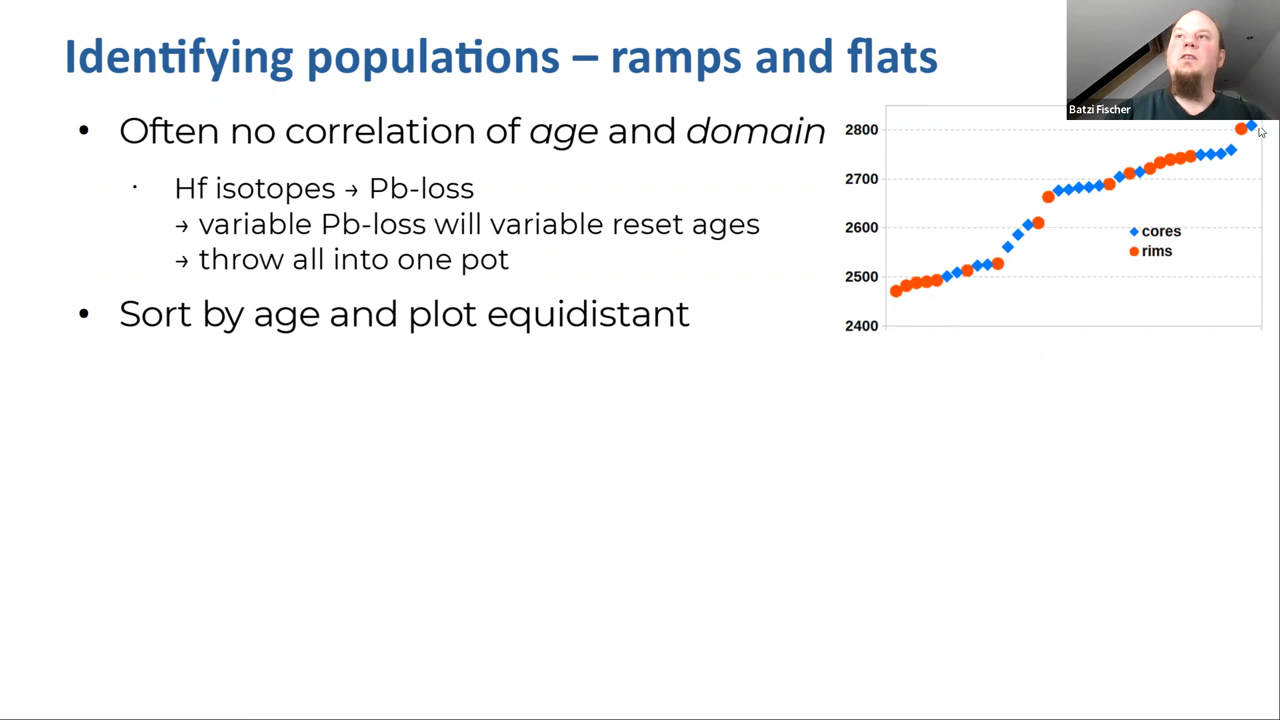 Identifying populations – ramps and flats
Batzi Fischer
• Often no correlation of age and domain
· Hf isotopes → Pb-loss
→ variable Pb-loss will variable reset ages
→ throw all into one pot
• Sort by age and plot equidistant
2800
2700
2600
2500
2400
cores
rims